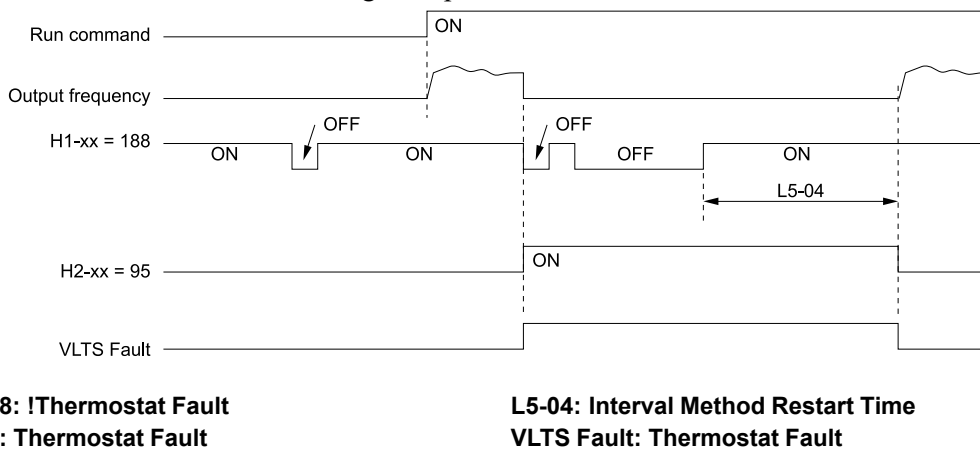 Run command
ON
Output frequency
H1-xx = 188
ON
OFF
ON
OFF
OFF
ON
L5-04
H2-xx = 95
ON
VLTS Fault
8: !Thermostat Fault
: Thermostat Fault
L5-04: Interval Method Restart Time
VLTS Fault: Thermostat Fault